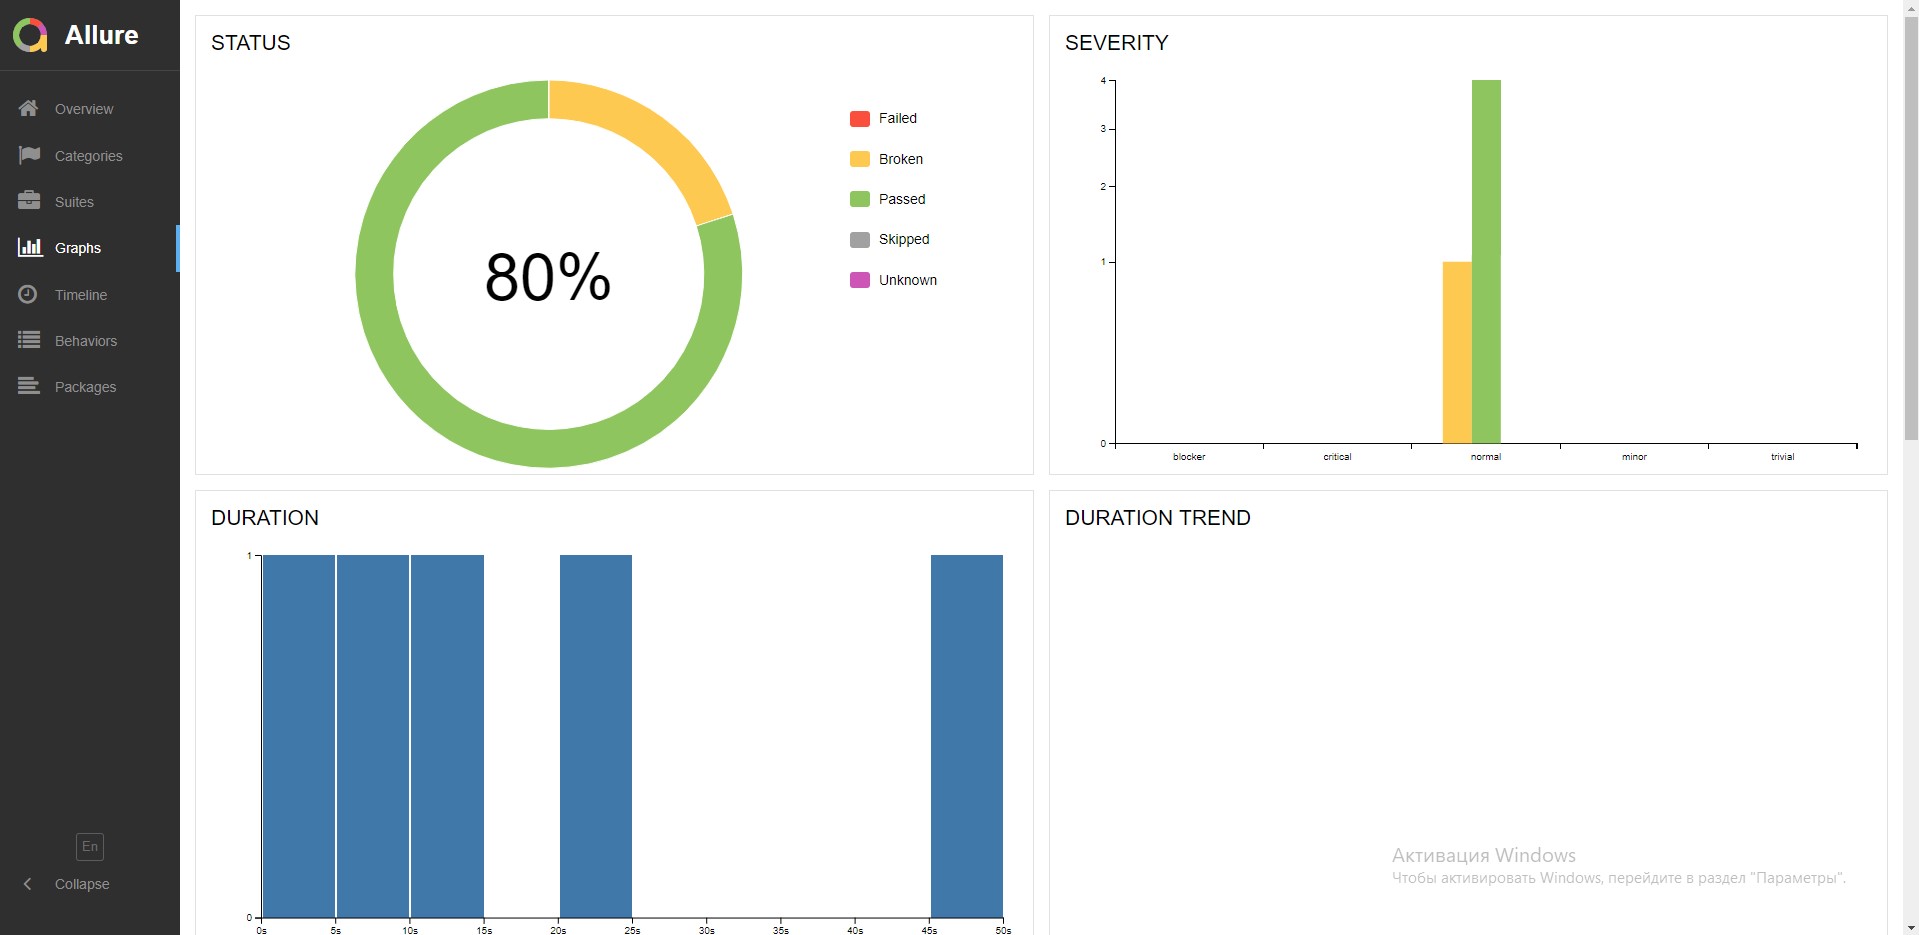 Allure
Overview
Categories
Suites
Graphs
Timeline
Behaviors
Packages
En
Collapse
STATUS
80%
Failed
Broken
Passed
Skipped
Unknown
SEVERITY
4
3
2
1
0
blocker critical normal minor trivial
DURATION
1
0
0s 5s 10s 15s 20s 25s 30s 35s 40s 45s 50s
DURATION TREND
Активация Windows
Чтобы активировать Windows, перейдите в раздел "Параметры".